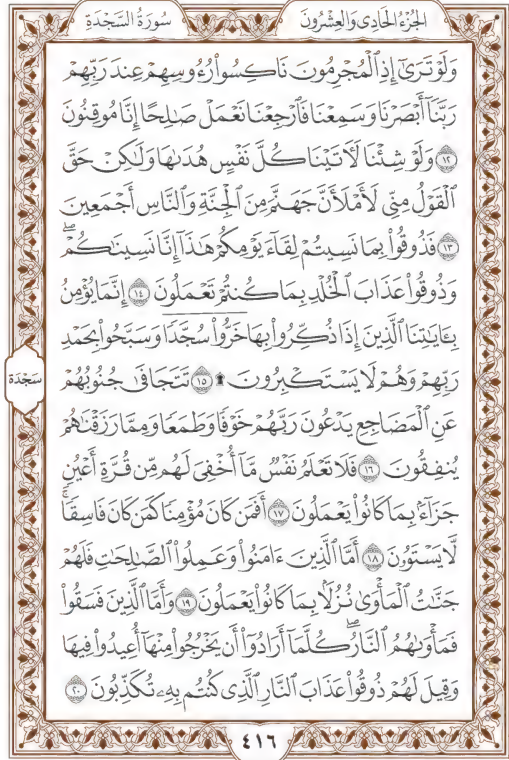 الجُزْءُ الحَادِى وَالعِشْرُونَ
سُورَةُ السَّجْدَةِ
وَلَوْ تَرَىٰٓ إِذِ ٱلْمُجْرِمُونَ نَاكِسُوا۟ رُءُوسِهِمْ عِندَ رَبِّهِمْ
رَبَّنَآ أَبْصَرْنَا وَسَمِعْنَا فَٱرْجِعْنَا نَعْمَلْ صَٰلِحًا إِنَّا مُوقِنُونَ
١٢ وَلَوْ شِئْنَا لَءَاتَيْنَا كُلَّ نَفْسٍ هُدَىٰهَا وَلَٰكِنْ حَقَّ
ٱلْقَوْلُ مِنِّى لَأَمْلَأَنَّ جَهَنَّمَ مِنَ ٱلْجِنَّةِ وَٱلنَّاسِ أَجْمَعِينَ
١٣ فَذُوقُوا۟ بِمَا نَسِيتُمْ لِقَآءَ يَوْمِكُمْ هَٰذَآ إِنَّا نَسِينَٰكُمْ ۖ
وَذُوقُوا۟ عَذَابَ ٱلْخُلْدِ بِمَا كُنتُمْ تَعْمَلُونَ ١٤ إِنَّمَا يُؤْمِنُ
بِـَٔايَٰتِنَا ٱلَّذِينَ إِذَا ذُكِّرُوا۟ بِهَا خَرُّوا۟ سُجَّدًا وَسَبَّحُوا۟ بِحَمْدِ
رَبِّهِمْ وَهُمْ لَا يَسْتَكْبِرُونَ ۩ ١٥ تَتَجَافَىٰ جُنُوبُهُمْ
سَجْدَة
عَنِ ٱلْمَضَاجِعِ يَدْعُونَ رَبَّهُمْ خَوْفًا وَطَمَعًا وَمِمَّا رَزَقْنَٰهُمْ
يُنفِقُونَ ١٦ فَلَا تَعْلَمُ نَفْسٌ مَّآ أُخْفِىَ لَهُم مِّن قُرَّةِ أَعْيُنٍ
جَزَآءًۢ بِمَا كَانُوا۟ يَعْمَلُونَ ١٧ أَفَمَن كَانَ مُؤْمِنًا كَمَن كَانَ فَاسِقًا ۚ
لَّا يَسْتَوُۥنَ ١٨ أَمَّا ٱلَّذِينَ ءَامَنُوا۟ وَعَمِلُوا۟ ٱلصَّٰلِحَٰتِ فَلَهُمْ
جَنَّٰتُ ٱلْمَأْوَىٰ نُزُلًۢا بِمَا كَانُوا۟ يَعْمَلُونَ ١٩ وَأَمَّا ٱلَّذِينَ فَسَقُوا۟
فَمَأْوَىٰهُمُ ٱلنَّارُ ۖ كُلَّمَآ أَرَادُوٓا۟ أَن يَخْرُجُوا۟ مِنْهَآ أُعِيدُوا۟ فِيهَا
وَقِيلَ لَهُمْ ذُوقُوا۟ عَذَابَ ٱلنَّارِ ٱلَّذِى كُنتُم بِهِۦ تُكَذِّبُونَ ٢٠
٤١٦